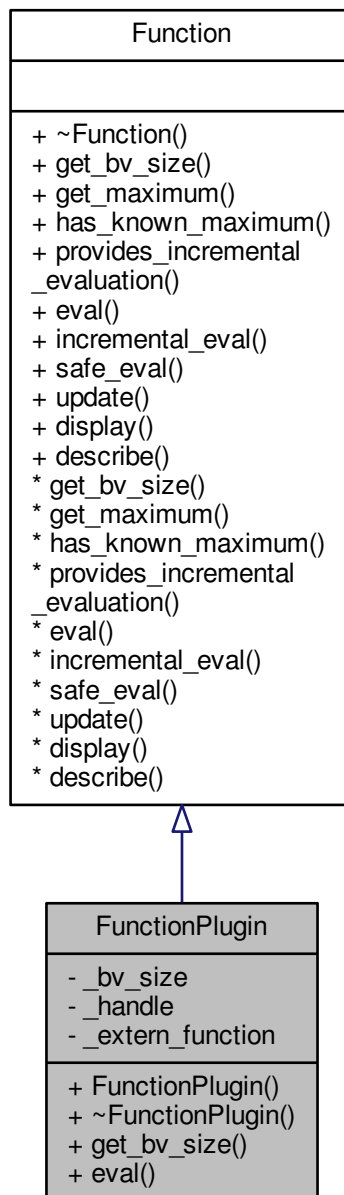 Function
+ ~Function()
+ get_bv_size()
+ get_maximum()
+ has_known_maximum()
+ provides_incremental
_evaluation()
+ eval()
+ incremental_eval()
+ safe_eval()
+ update()
+ display()
+ describe()
* get_bv_size()
* get_maximum()
* has_known_maximum()
* provides_incremental
_evaluation()
* eval()
* incremental_eval()
* safe_eval()
* update()
* display()
* describe()
FunctionPlugin
- _bv_size
- _handle
- _extern_function
+ FunctionPlugin()
+ ~FunctionPlugin()
+ get_bv_size()
+ eval()